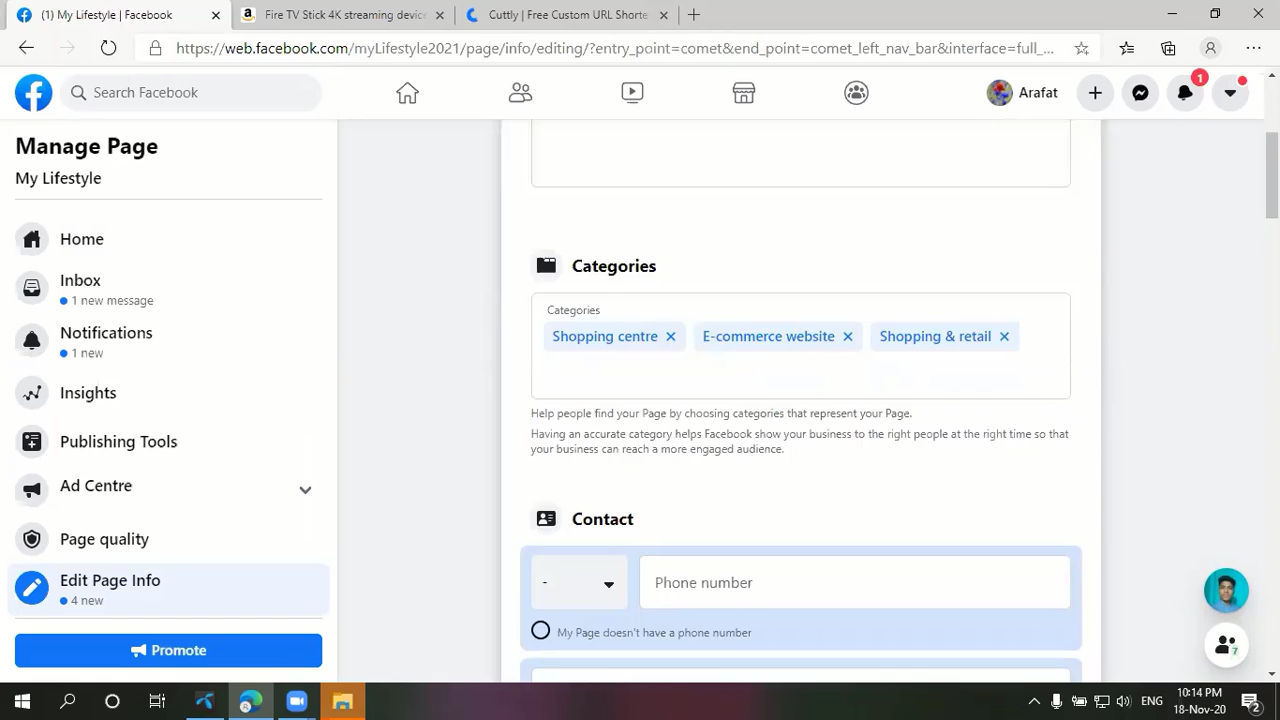 (1) My Lifestyle | Facebook
Fire TV Stick 4K streaming device
Cuttly | Free Custom URL Shorte
https://web.facebook.com/myLifestyle2021/page/info/editing/?entry_point=comet&end_point=comet_left_nav_bar&interface=full_...
Search Facebook
Arafat
1
Manage Page
My Lifestyle
Home
Inbox
1 new message
Notifications
1 new
Insights
Publishing Tools
Ad Centre
Page quality
Edit Page Info
4 new
Promote
Categories
Categories
Shopping centre
E-commerce website
Shopping & retail
Help people find your Page by choosing categories that represent your Page.
Having an accurate category helps Facebook show your business to the right people at the right time so that
your business can reach a more engaged audience.
Contact
-
Phone number
My Page doesn't have a phone number
7
ENG
10:14 PM
18-Nov-20
2